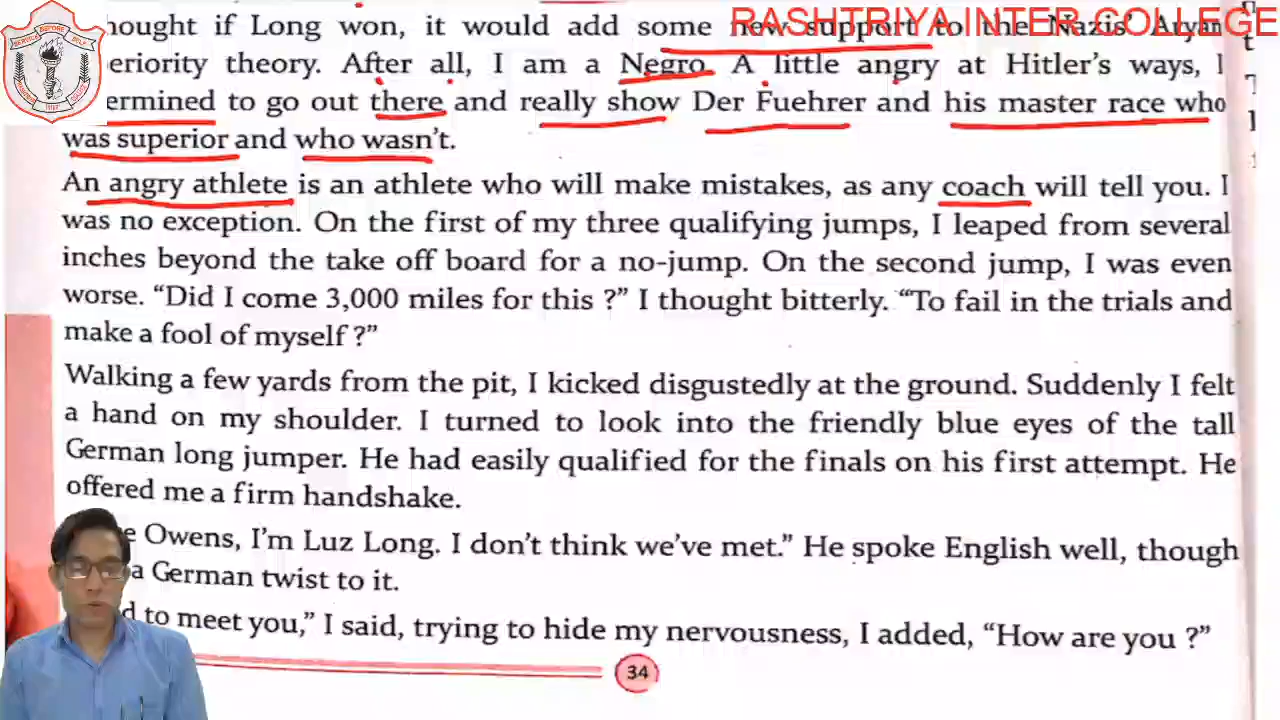 RASHTRIYA INTER COLLEGE
hought if Long won, it would add some new support to the Nazis' Aryan
eriority theory. After all, I am a Negro. A little angry at Hitler's ways, I
ermined to go out there and really show Der Fuehrer and his master race who
was superior and who wasn't.
An angry athlete is an athlete who will make mistakes, as any coach will tell you. I
was no exception. On the first of my three qualifying jumps, I leaped from several
inches beyond the take off board for a no-jump. On the second jump, I was even
worse. "Did I come 3,000 miles for this ?" I thought bitterly. "To fail in the trials and
make a fool of myself ?"
Walking a few yards from the pit, I kicked disgustedly at the ground. Suddenly I felt
a hand on my shoulder. I turned to look into the friendly blue eyes of the tall
German long jumper. He had easily qualified for the finals on his first attempt. He
offered me a firm handshake.
e Owens, I'm Luz Long. I don't think we've met." He spoke English well, though
a German twist to it.
d to meet you," I said, trying to hide my nervousness, I added, "How are you ?"
34